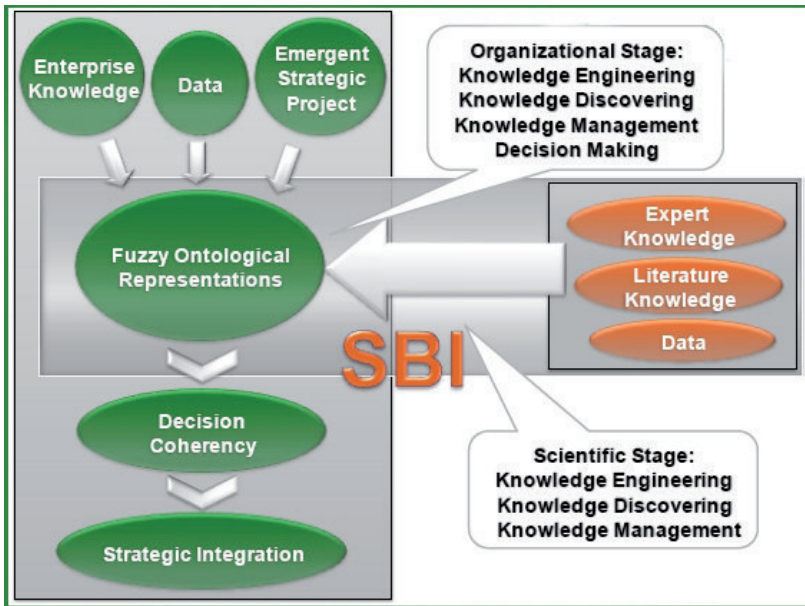 Enterprise
Knowledge
Data
Emergent
Strategic
Project
Organizational Stage:
Knowledge Engineering
Knowledge Discovering
Knowledge Management
Decision Making
Fuzzy Ontological
Representations
Expert
Knowledge
Literature
Knowledge
Data
SBI
Decision
Coherency
Scientific Stage:
Knowledge Engineering
Knowledge Discovering
Knowledge Management
Strategic Integration